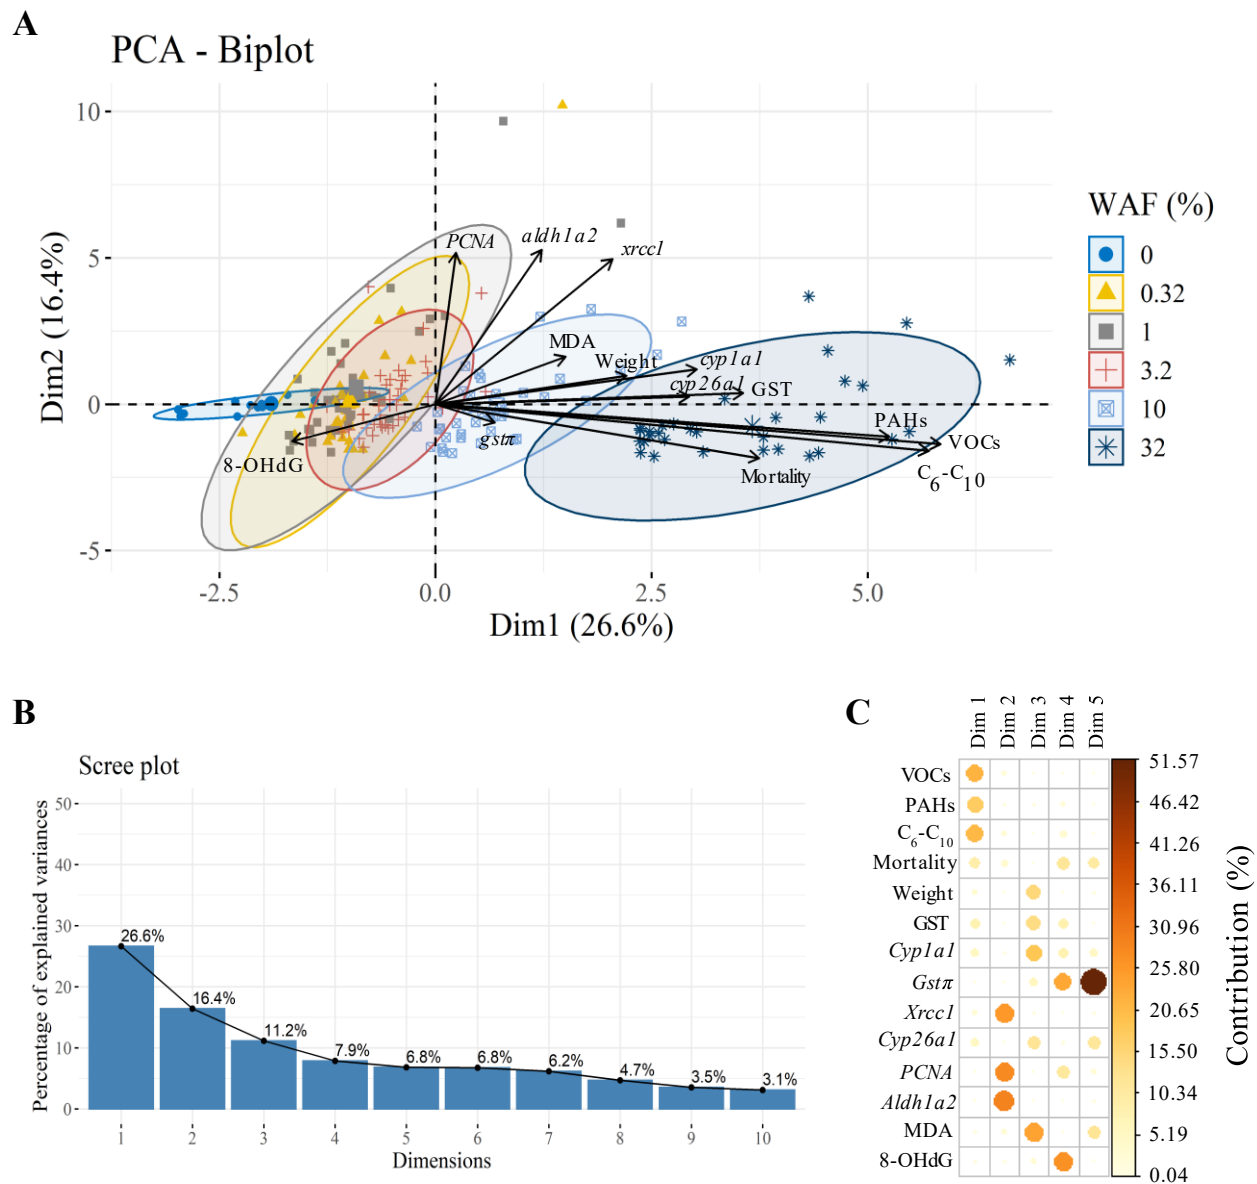 A
PCA - Biplot
Dim2 (16.4%)
10
5
0
-5
PCNA
aldh1a2
xrcc1
MDA
Weight
cyp1a1
cyp26a1
GST
gstπ
8-OHdG
PAHs
VOCs
C6-C10
Mortality
-2.5
0.0
2.5
5.0
Dim1 (26.6%)
WAF (%)
0
0.32
1
3.2
10
32
B
Scree plot
Percentage of explained variances
50
40
30
20
10
0
26.6%
16.4%
11.2%
7.9%
6.8%
6.8%
6.2%
4.7%
3.5%
3.1%
1 2 3 4 5 6 7 8 9 10
Dimensions
C
Dim 1 Dim 2 Dim 3 Dim 4 Dim 5
VOCs
PAHs
C6-C10
Mortality
Weight
GST
Cyp1a1
Gstπ
Xrcc1
Cyp26a1
PCNA
Aldh1a2
MDA
8-OHdG
51.57
46.42
41.26
36.11
30.96
25.80
20.65
15.50
10.34
5.19
0.04
Contribution (%)